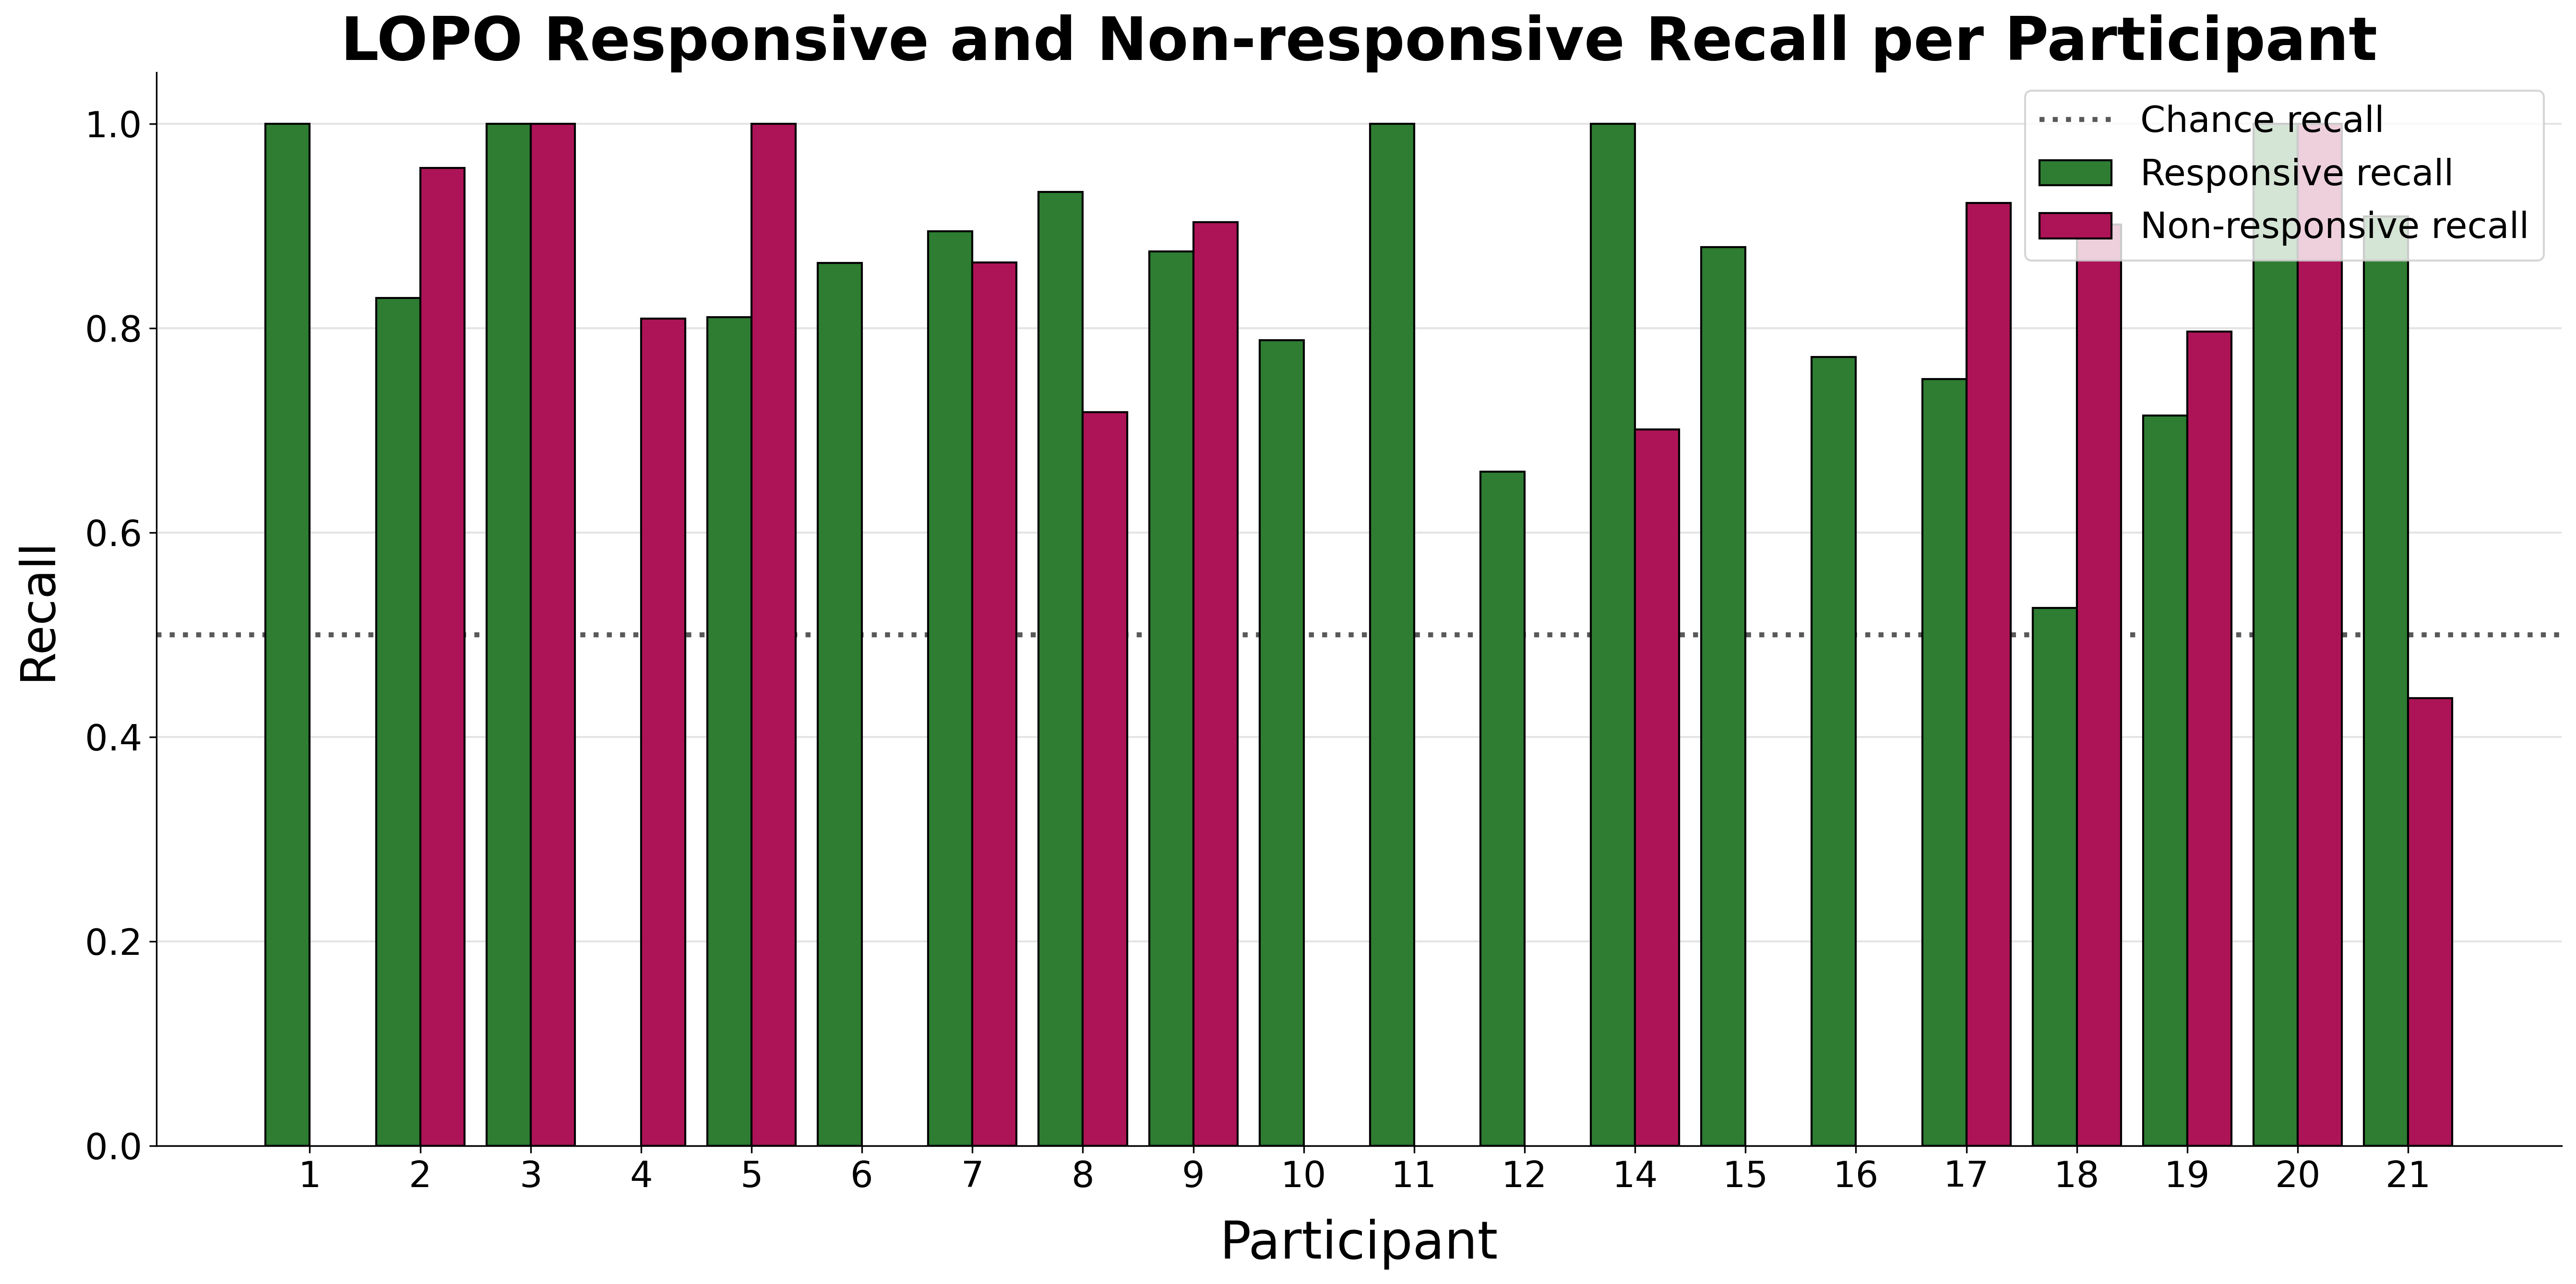 LOPO Responsive and Non-responsive Recall per Participant
Chance recall
Responsive recall
Non-responsive recall
Recall
1.0
0.8
0.6
0.4
0.2
0.0
1 2 3 4 5 6 7 8 9 10 11 12 14 15 16 17 18 19 20 21
Participant